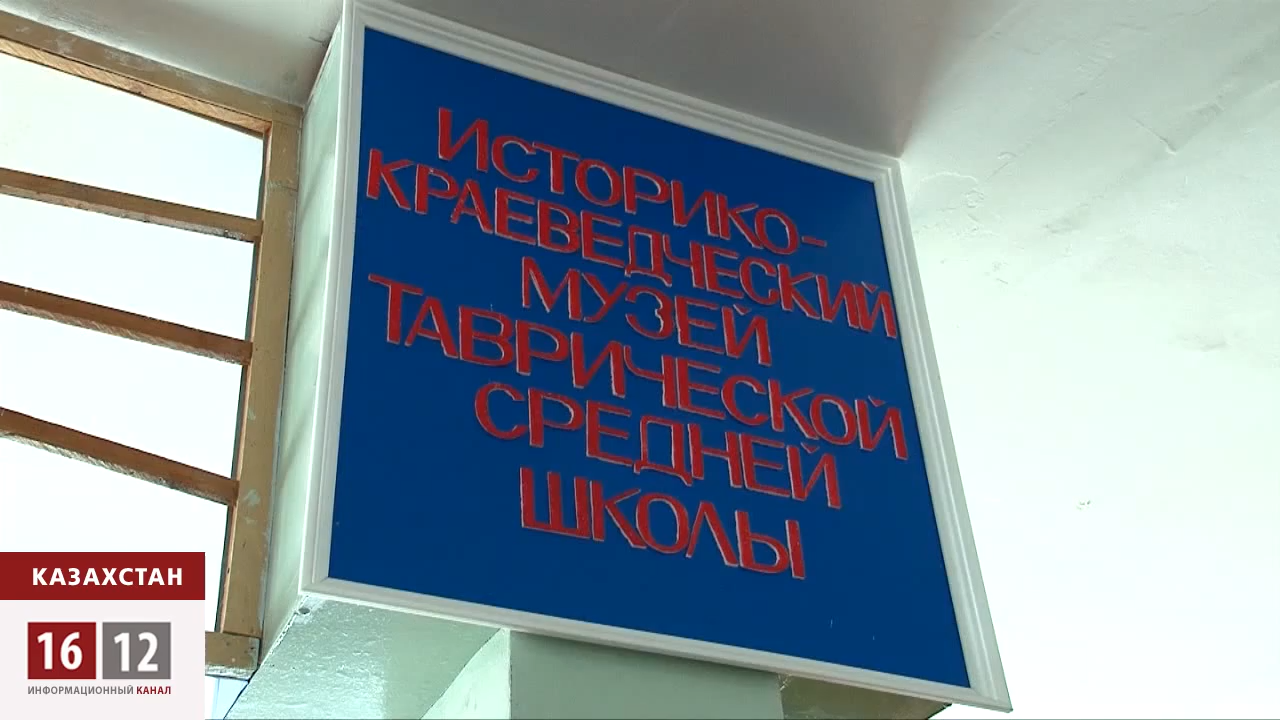 ИСТОРИКО-
КРАЕВЕДЧЕСКИЙ
МУЗЕЙ
ТАВРИЧЕСКОЙ
СРЕДНЕЙ
ШКОЛЫ
КАЗАХСТАН
16 12
ИНФОРМАЦИОННЫЙ КАНАЛ